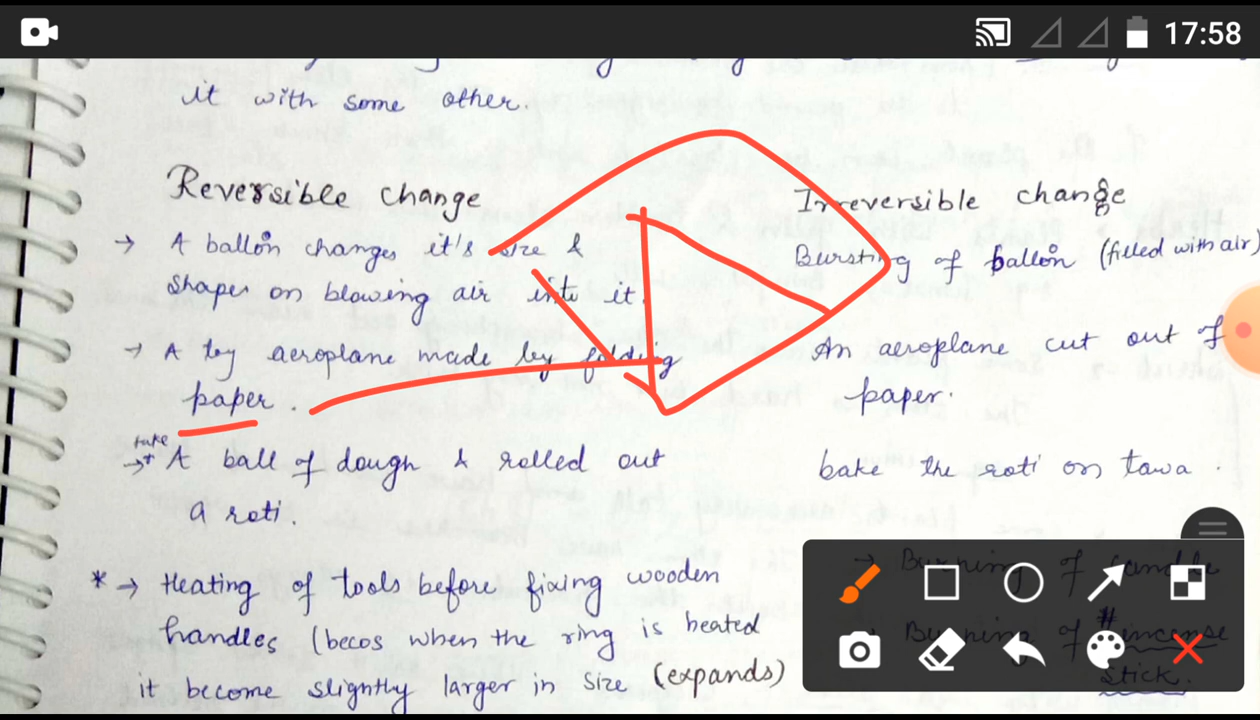 17:58
it with some other.
Reversible change
Irreversible change
→ A ballon changes it's size &
shapes on blowing air into it.
Bursting of ballon (filled with air)
→ A toy aeroplane made by folding
paper.
An aeroplane cut out of
paper.
take
→ A ball of dough & rolled out
a roti.
bake the roti on tawa.
* → Heating of tools before fixing wooden
handles (becos when the ring is heated
it become slightly larger in size (expands)
→ Burning of candle
Burning of incense
stick.